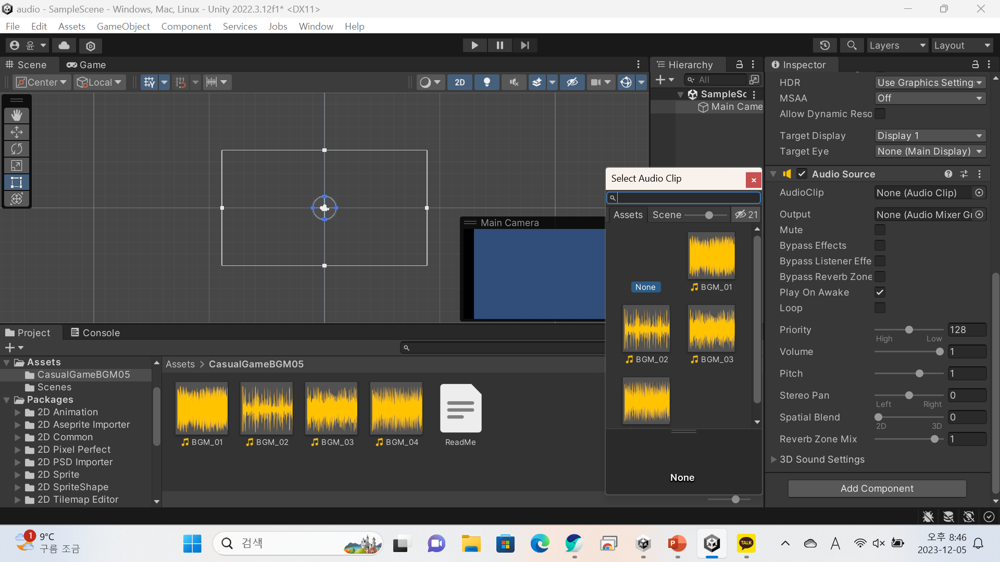 audio - SampleScene - Windows, Mac, Linux - Unity 2022.3.12f1* <DX11>
File Edit Assets GameObject Component Services Jobs Window Help
윤 Layers Layout
Scene Game
Center Local 2D
Main Camera
Hierarchy
All
SampleSc
Main Came
Inspector
HDR Use Graphics Setting
MSAA Off
Allow Dynamic Reso
Target Display Display 1
Target Eye None (Main Display)
Audio Source
AudioClip None (Audio Clip)
Output None (Audio Mixer Gr
Mute
Bypass Effects
Bypass Listener Effe
Bypass Reverb Zone
Play On Awake
Loop
Priority 128
High Low
Volume 1
Pitch 1
Stereo Pan 0
Left Right
Spatial Blend 0
2D 3D
Reverb Zone Mix 1
3D Sound Settings
Add Component
Select Audio Clip
Assets Scene 21
None BGM_01
BGM_02 BGM_03
None
Project Console
Assets
CasualGameBGM05
Scenes
Packages
2D Animation
2D Aseprite Importer
2D Common
2D Pixel Perfect
2D PSD Importer
2D Sprite
2D SpriteShape
2D Tilemap Editor
Assets > CasualGameBGM05
BGM_01 BGM_02 BGM_03 BGM_04 ReadMe
1 9°C
구름 조금
검색
P
TALK
A
오후 8:46
2023-12-05